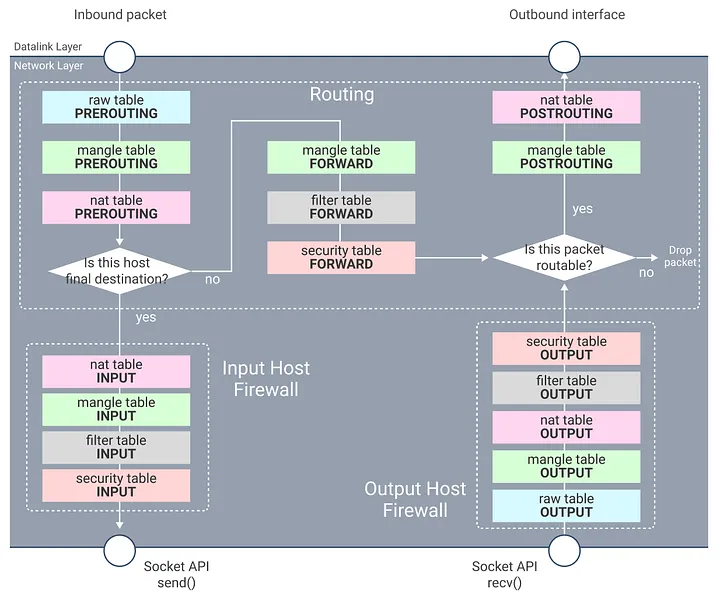 Inbound packet
Outbound interface
Datalink Layer
Network Layer
Routing
raw table
PREROUTING
mangle table
PREROUTING
nat table
PREROUTING
Is this host
final destination?
no
yes
mangle table
FORWARD
filter table
FORWARD
security table
FORWARD
nat table
POSTROUTING
mangle table
POSTROUTING
yes
Is this packet
routable?
no
Drop
packet
nat table
INPUT
mangle table
INPUT
filter table
INPUT
security table
INPUT
Input Host
Firewall
security table
OUTPUT
filter table
OUTPUT
nat table
OUTPUT
mangle table
OUTPUT
raw table
OUTPUT
Output Host
Firewall
Socket API
send()
Socket API
recv()